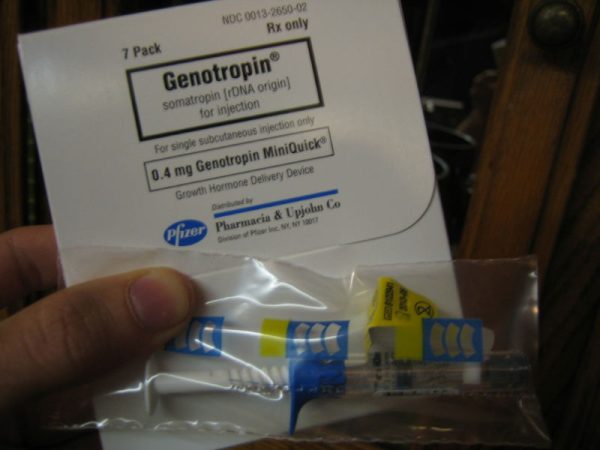 NDC 0013-2650-02
7 Pack
Rx only
Genotropin®
somatropin [rDNA origin]
for injection
For single subcutaneous injection only
0.4 mg Genotropin MiniQuick®
Growth Hormone Delivery Device
Distributed by
Pfizer
Pharmacia & Upjohn Co
Division of Pfizer Inc, NY, NY 10017